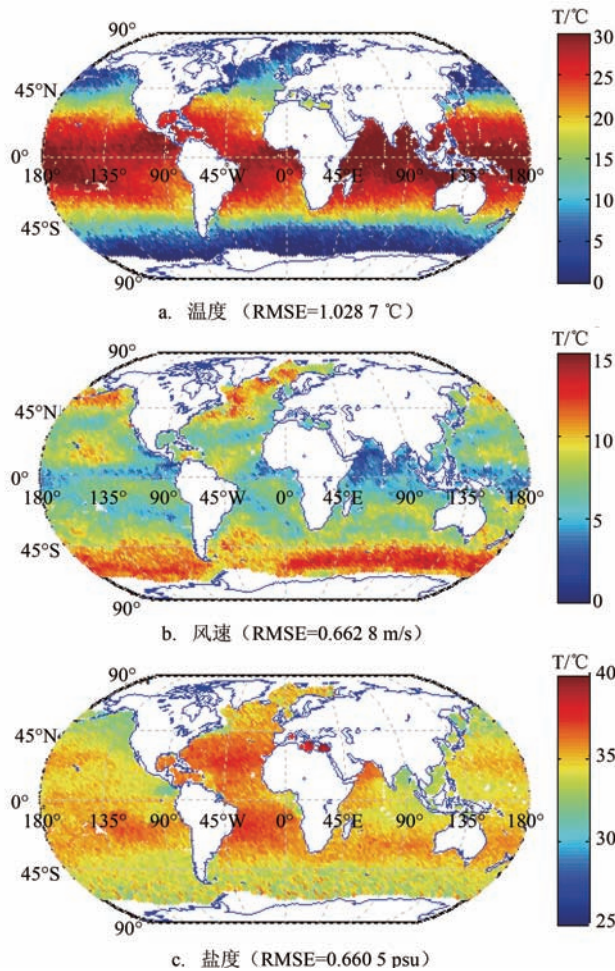 90° T/℃
30
25
45°N
20
0°
15
180° 135° 90° 45°W 0° 45°E 90° 135° 180°
10
45°S
5
90° 0
a. 温度 （RMSE=1.028 7 ℃）
90° T/℃
15
45°N
10
0°
180° 135° 90° 45°W 0° 45°E 90° 135° 180°
5
45°S
90° 0
b. 风速（RMSE=0.662 8 m/s）
90° T/℃
40
45°N
35
0°
180° 135° 90° 45°W 0° 45°E 90° 135° 180°
30
45°S
90° 25
c. 盐度(RMSE=0.660 5 psu)